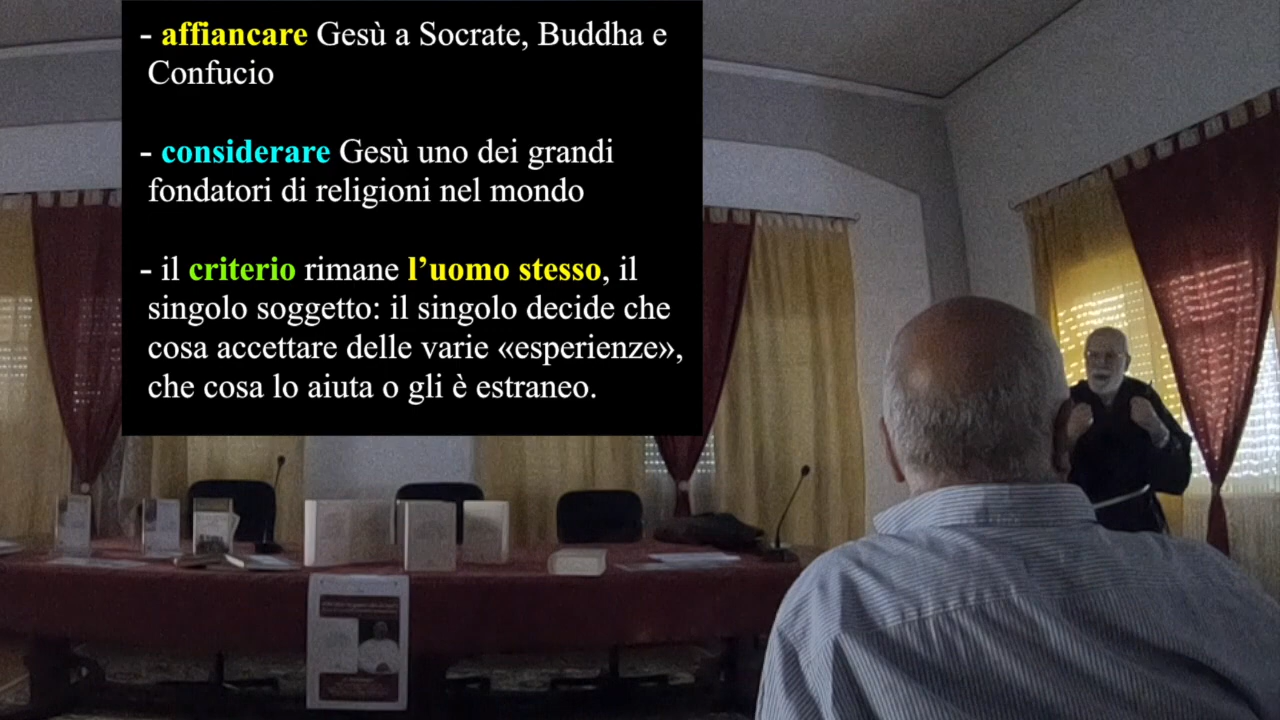 - affiancare Gesù a Socrate, Buddha e
Confucio
- considerare Gesù uno dei grandi
fondatori di religioni nel mondo
- il criterio rimane l’uomo stesso, il
singolo soggetto: il singolo decide che
cosa accettare delle varie «esperienze»,
che cosa lo aiuta o gli è estraneo.